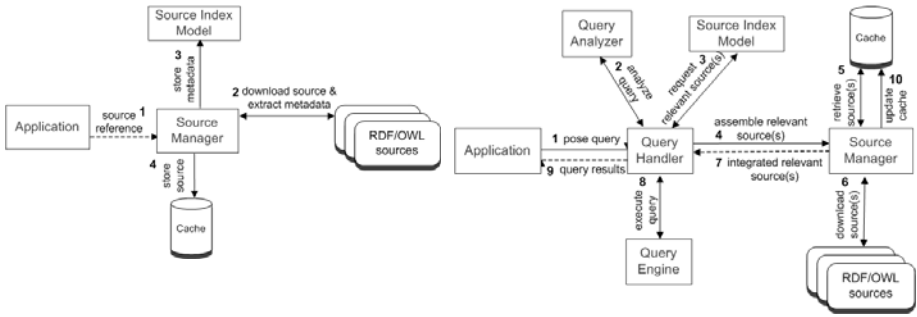 Source Index
Model
3
store
metadata
Application
1
source
reference
Source
Manager
2 download source &
extract metadata
RDF/OWL
sources
4
store
source
Cache
Query
Analyzer
2
analyze
query
Source
Index Model
3
request
relevant source(s)
Application
1 pose query
9 query results
Query
Handler
assemble relevant
4 source(s)
7 integrated relevant
source(s)
8
execute
query
Query
Engine
Cache
5
retrieve
source(s)
10
update
cache
Source
Manager
6
download
source(s)
RDF/OWL
sources